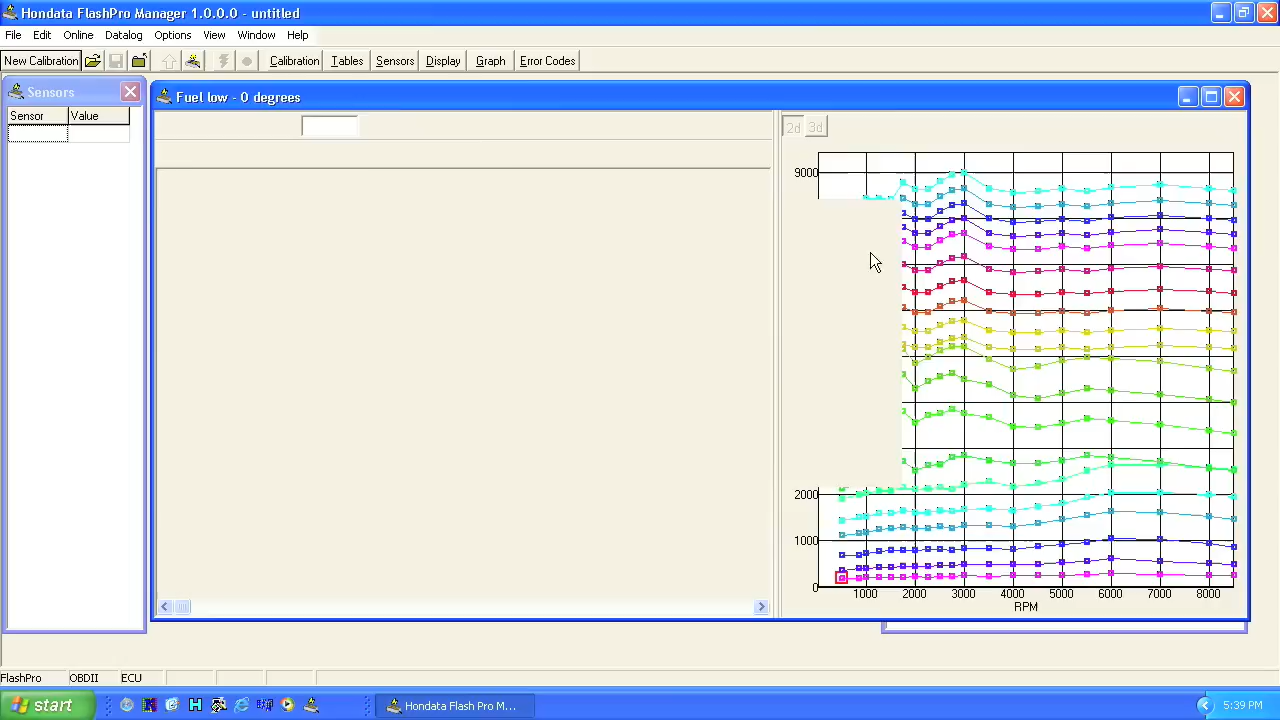 Hondata FlashPro Manager 1.0.0.0 - untitled
File Edit Online Datalog Options View Window Help
New Calibration Calibration Tables Sensors Display Graph Error Codes
Sensors
Sensor Value
Fuel low - 0 degrees
2d 3d
9000
2000
1000
0
1000 2000 3000 4000 5000 6000 7000 8000
RPM
FlashPro OBDII ECU
start Hondata Flash Pro M... 5:39 PM